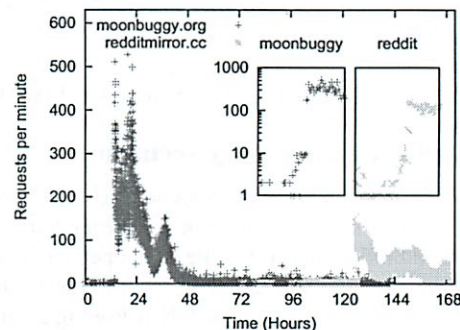 moonbuggy.org
redditmirror.cc
moonbuggy reddit
Requests per minute
600
500
400
300
200
100
0
1000
100
10
1
0 24 48 72 96 120 144 168
Time (Hours)